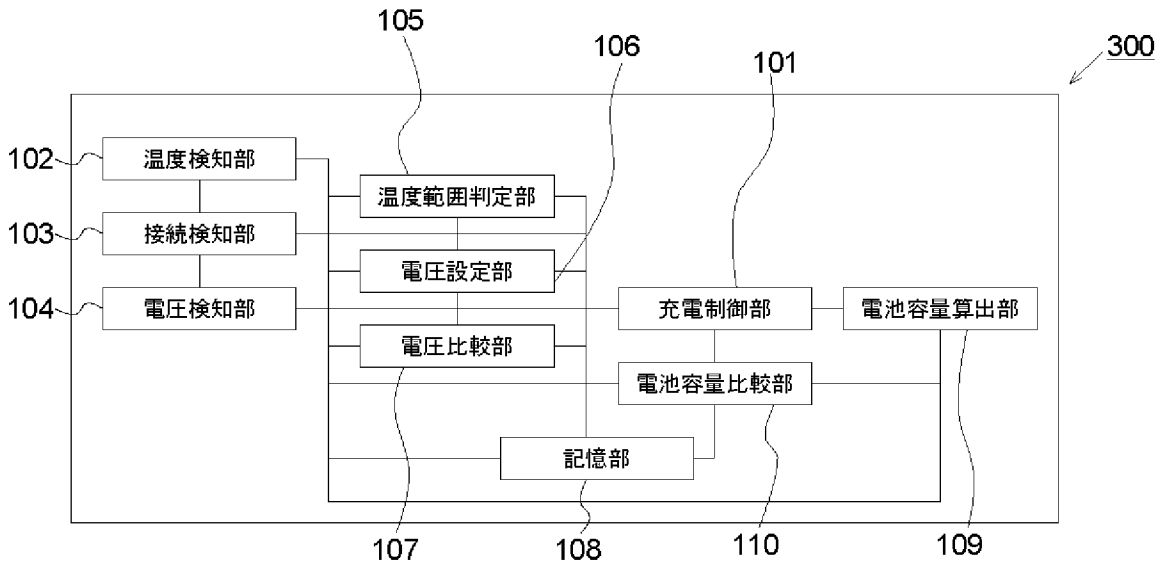 105
106
101
300
102
温度検知部
温度範囲判定部
103
接続検知部
電圧設定部
104
電圧検知部
充電制御部
電池容量算出部
電圧比較部
電池容量比較部
記憶部
107
108
110
109